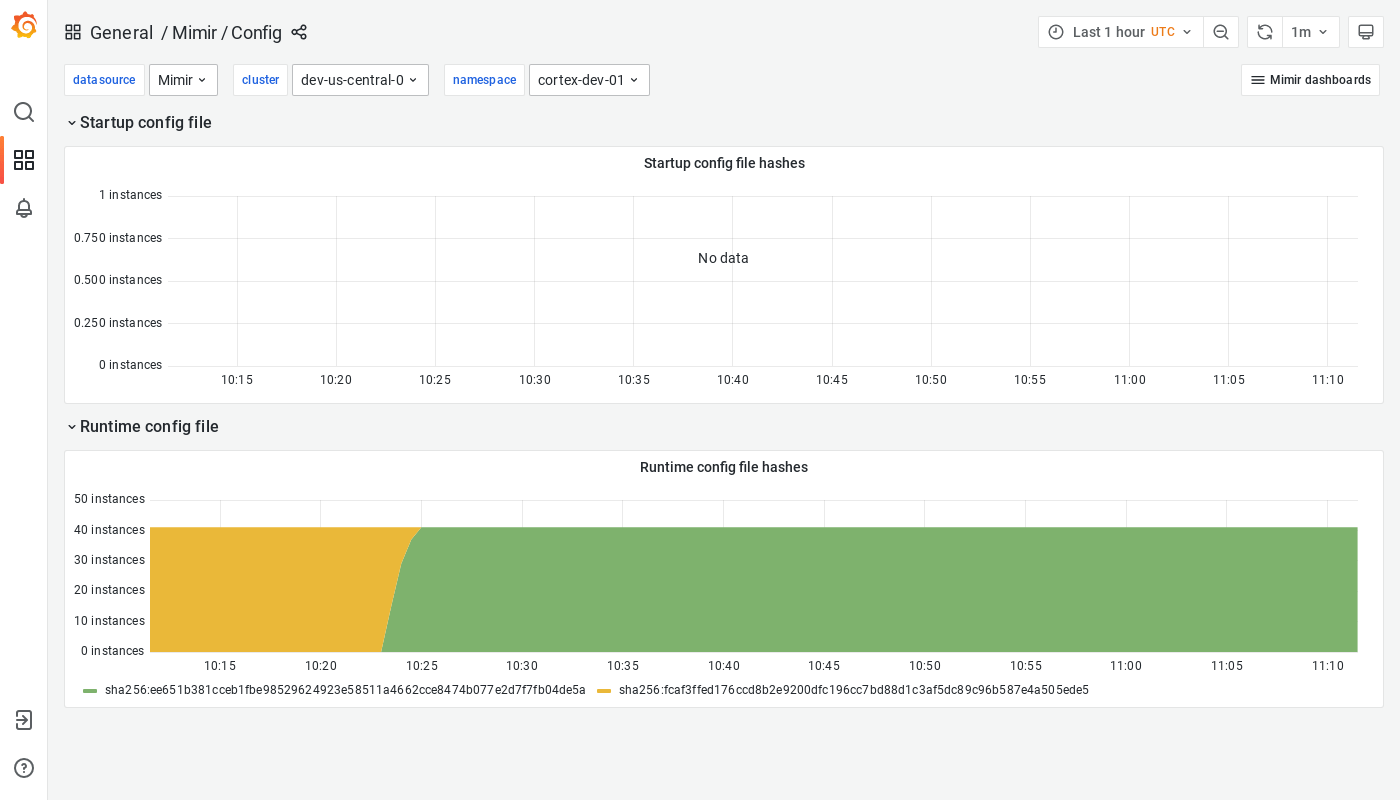 General / Mimir / Config
Last 1 hour UTC
1m
datasource Mimir cluster dev-us-central-0 namespace cortex-dev-01
Mimir dashboards
Startup config file
Startup config file hashes
1 instances
0.750 instances
0.500 instances
0.250 instances
0 instances
No data
10:15 10:20 10:25 10:30 10:35 10:40 10:45 10:50 10:55 11:00 11:05 11:10
Runtime config file
Runtime config file hashes
50 instances
40 instances
30 instances
20 instances
10 instances
0 instances
10:15 10:20 10:25 10:30 10:35 10:40 10:45 10:50 10:55 11:00 11:05 11:10
sha256:ee651b381cceb1fbe98529624923e58511a4662cce8474b077e2d7f7fb04de5a sha256:fcaf3ffed176ccd8b2e9200dfc196cc7bd88d1c3af5dc89c96b587e4a505ede5